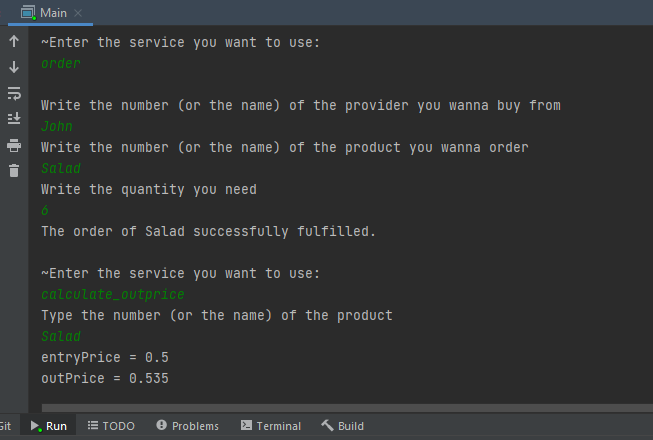 Main
~Enter the service you want to use:
order
Write the number (or the name) of the provider you wanna buy from
John
Write the number (or the name) of the product you wanna order
Salad
Write the quantity you need
6
The order of Salad successfully fulfilled.
~Enter the service you want to use:
calculate_outprice
Type the number (or the name) of the product
Salad
entryPrice = 0.5
outPrice = 0.535
Git Run TODO Problems Terminal Build